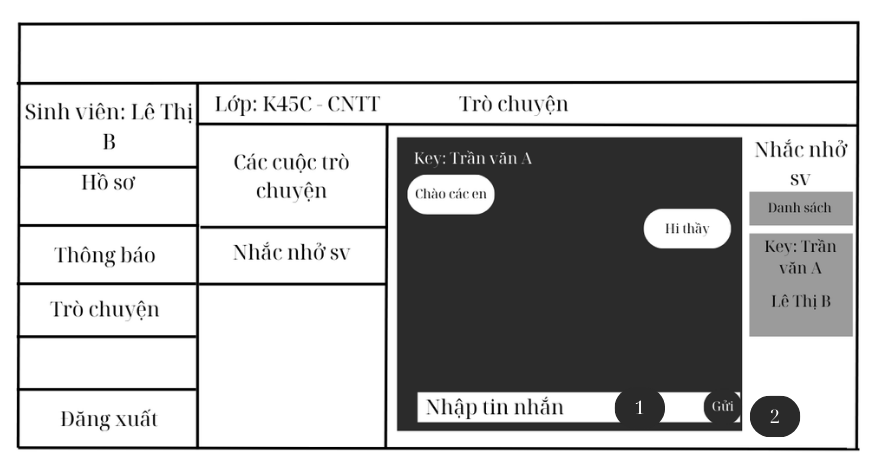 Sinh viên: Lê Thị
B
Hồ sơ
Thông báo
Trò chuyện
Đăng xuất
Lớp: K45C - CNTT
Trò chuyện
Các cuộc trò
chuyện
Nhắc nhở sv
Key: Trần văn A
Chào các en
Hi thầy
Nhập tin nhắn
1
Gửi
2
Nhắc nhở
sv
Danh sách
Key: Trần
văn A
Lê Thị B